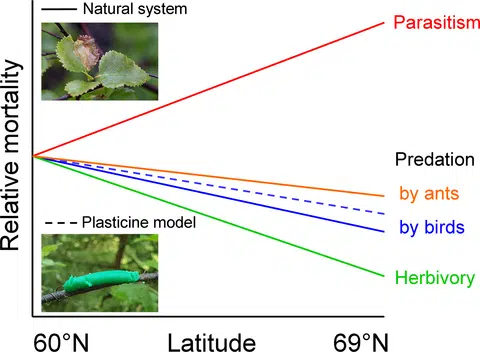 Natural system
Parasitism
Relative mortality
Predation
by ants
by birds
Plasticine model
Herbivory
60°N Latitude 69°N